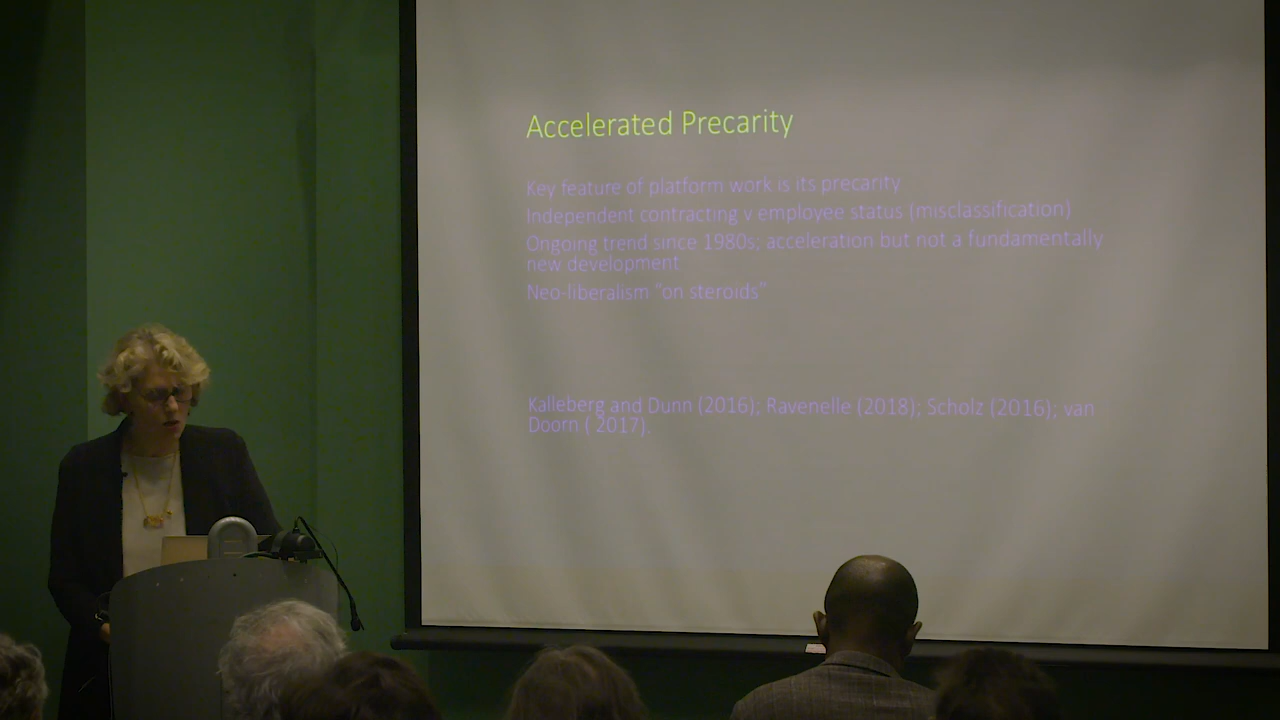 Accelerated Precarity
Key feature of platform work is its precarity
Independent contracting v employee status (misclassification)
Ongoing trend since 1980s; acceleration but not a fundamentally
new development
Neo-liberalism "on steroids"
Kalleberg and Dunn (2016); Ravenelle (2018); Scholz (2016); van
Doorn ( 2017).